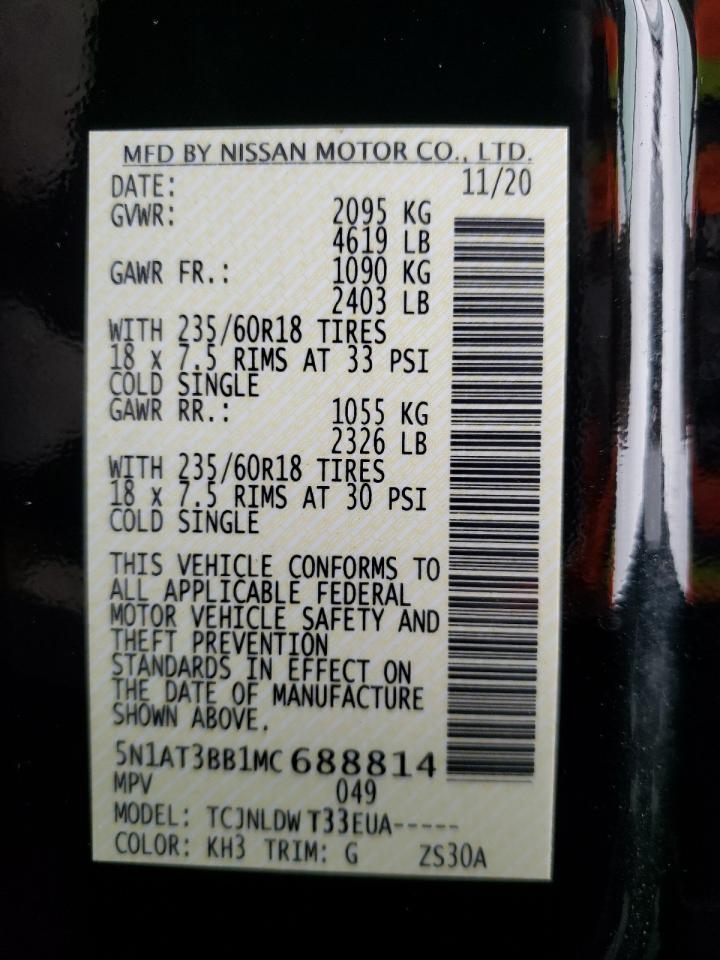 MFD BY NISSAN MOTOR CO., LTD.
DATE: 11/20
GVWR: 2095 KG
4619 LB
GAWR FR.: 1090 KG
2403 LB
WITH 235/60R18 TIRES
18 x 7.5 RIMS AT 33 PSI
COLD SINGLE
GAWR RR.: 1055 KG
2326 LB
WITH 235/60R18 TIRES
18 x 7.5 RIMS AT 30 PSI
COLD SINGLE
THIS VEHICLE CONFORMS TO
ALL APPLICABLE FEDERAL
MOTOR VEHICLE SAFETY AND
THEFT PREVENTION
STANDARDS IN EFFECT ON
THE DATE OF MANUFACTURE
SHOWN ABOVE.
5N1AT3BB1MC688814
MPV 049
MODEL: TCJNLDW T33EUA-----
COLOR: KH3 TRIM: G ZS30A